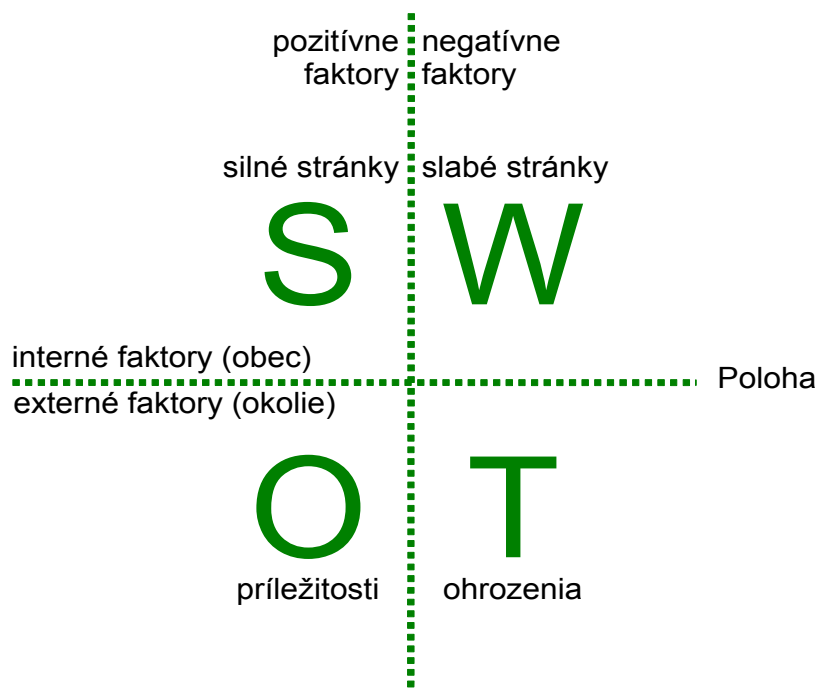 pozitívne negatívne
faktory faktory
silné stránky slabé stránky
S W
interné faktory (obec)
Poloha
externé faktory (okolie)
O T
príležitosti ohrozenia